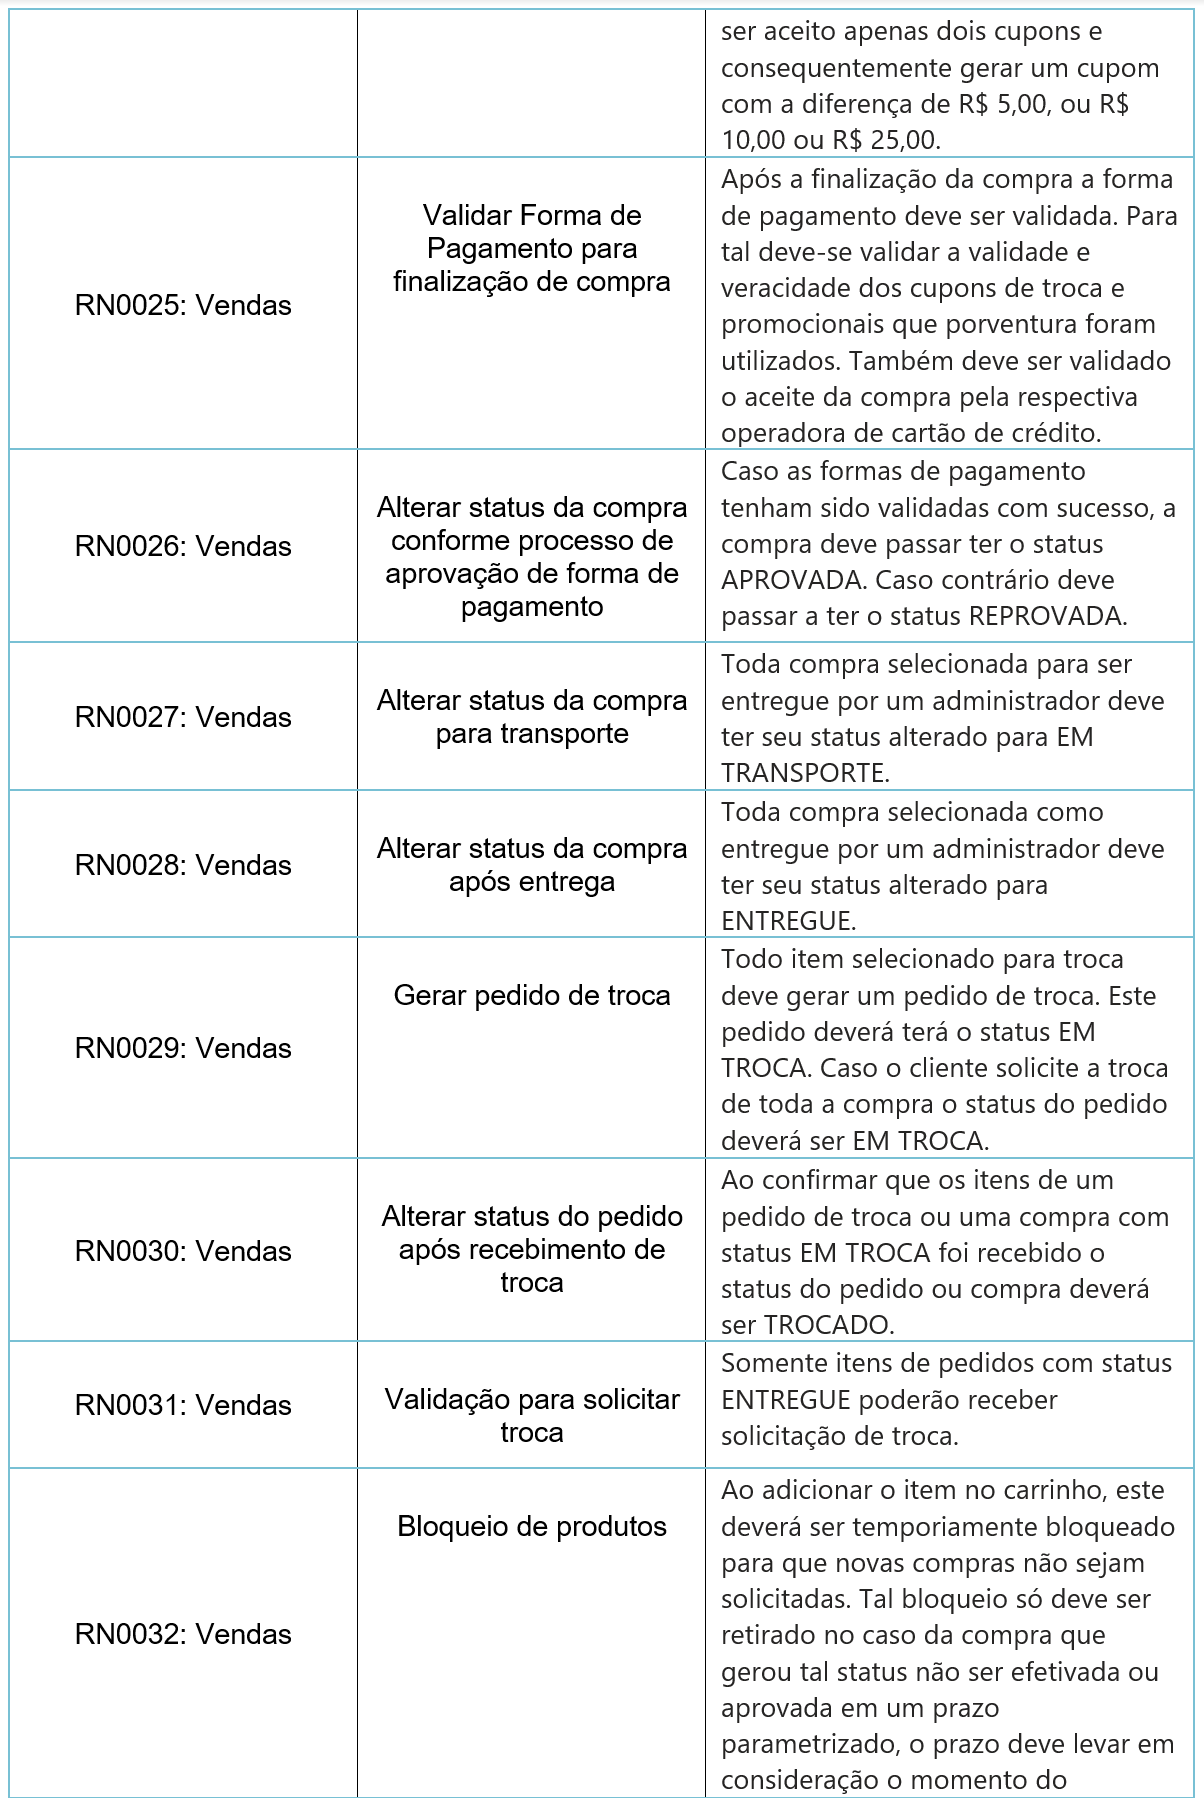 ser aceito apenas dois cupons e
consequentemente gerar um cupom
com a diferença de R$ 5,00, ou R$
10,00 ou R$ 25,00.
RN0025: Vendas
Validar Forma de
Pagamento para
finalização de compra
Após a finalização da compra a forma
de pagamento deve ser validada. Para
tal deve-se validar a validade e
veracidade dos cupons de troca e
promocionais que porventura foram
utilizados. Também deve ser validado
o aceite da compra pela respectiva
operadora de cartão de crédito.
RN0026: Vendas
Alterar status da compra
conforme processo de
aprovação de forma de
pagamento
Caso as formas de pagamento
tenham sido validadas com sucesso, a
compra deve passar ter o status
APROVADA. Caso contrário deve
passar a ter o status REPROVADA.
RN0027: Vendas
Alterar status da compra
para transporte
Toda compra selecionada para ser
entregue por um administrador deve
ter seu status alterado para EM
TRANSPORTE.
RN0028: Vendas
Alterar status da compra
após entrega
Toda compra selecionada como
entregue por um administrador deve
ter seu status alterado para
ENTREGUE.
RN0029: Vendas
Gerar pedido de troca
Todo item selecionado para troca
deve gerar um pedido de troca. Este
pedido deverá terá o status EM
TROCA. Caso o cliente solicite a troca
de toda a compra o status do pedido
deverá ser EM TROCA.
RN0030: Vendas
Alterar status do pedido
após recebimento de
troca
Ao confirmar que os itens de um
pedido de troca ou uma compra com
status EM TROCA foi recebido o
status do pedido ou compra deverá
ser TROCADO.
RN0031: Vendas
Validação para solicitar
troca
Somente itens de pedidos com status
ENTREGUE poderão receber
solicitação de troca.
RN0032: Vendas
Bloqueio de produtos
Ao adicionar o item no carrinho, este
deverá ser temporiamente bloqueado
para que novas compras não sejam
solicitadas. Tal bloqueio só deve ser
retirado no caso da compra que
gerou tal status não ser efetivada ou
aprovada em um prazo
parametrizado, o prazo deve levar em
consideração o momento do